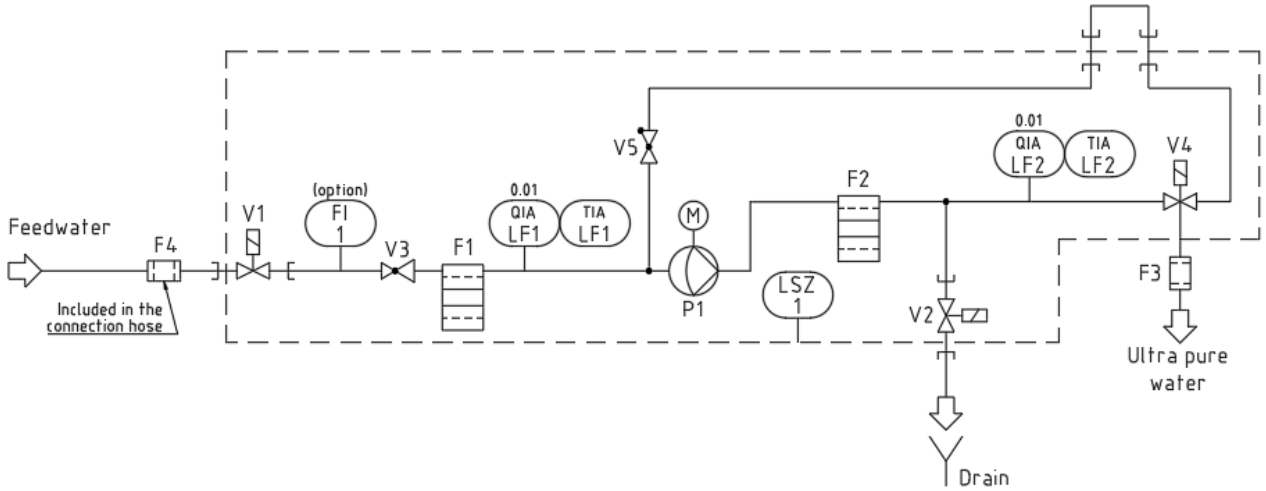 Feedwater
F4
Included in the
connection hose
V1
(option)
FI
1
V3
F1
0.01
QIA
LF1
TIA
LF1
V5
M
P1
LSZ
1
F2
V2
0.01
QIA
LF2
TIA
LF2
V4
F3
Ultra pure
water
Drain